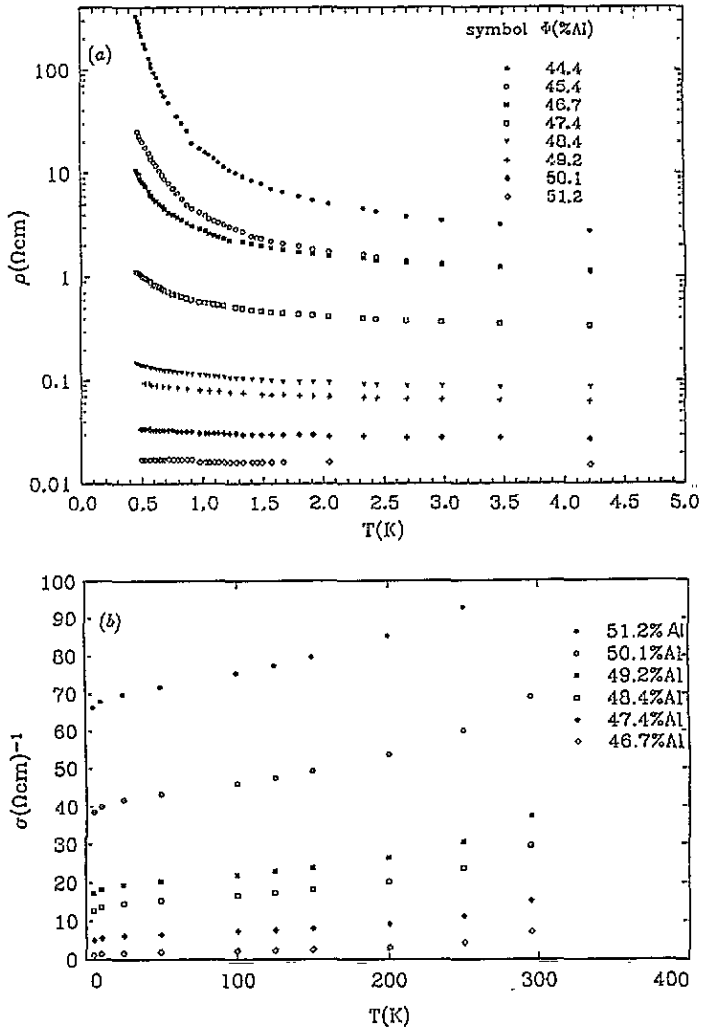 (a)
symbol Φ(%Al)
44.4
45.4
46.7
47.4
48.4
49.2
50.1
51.2
100
10
1
0.1
0.01
ρ(Ωcm)
0.0 0.5 1.0 1.5 2.0 2.5 3.0 3.5 4.0 4.5 5.0
T(K)
(b)
100
90
80
70
60
50
40
30
20
10
0
σ(Ωcm)⁻¹
51.2%Al
50.1%Al
49.2%Al
48.4%Al
47.4%Al
46.7%Al
0 100 200 300 400
T(K)